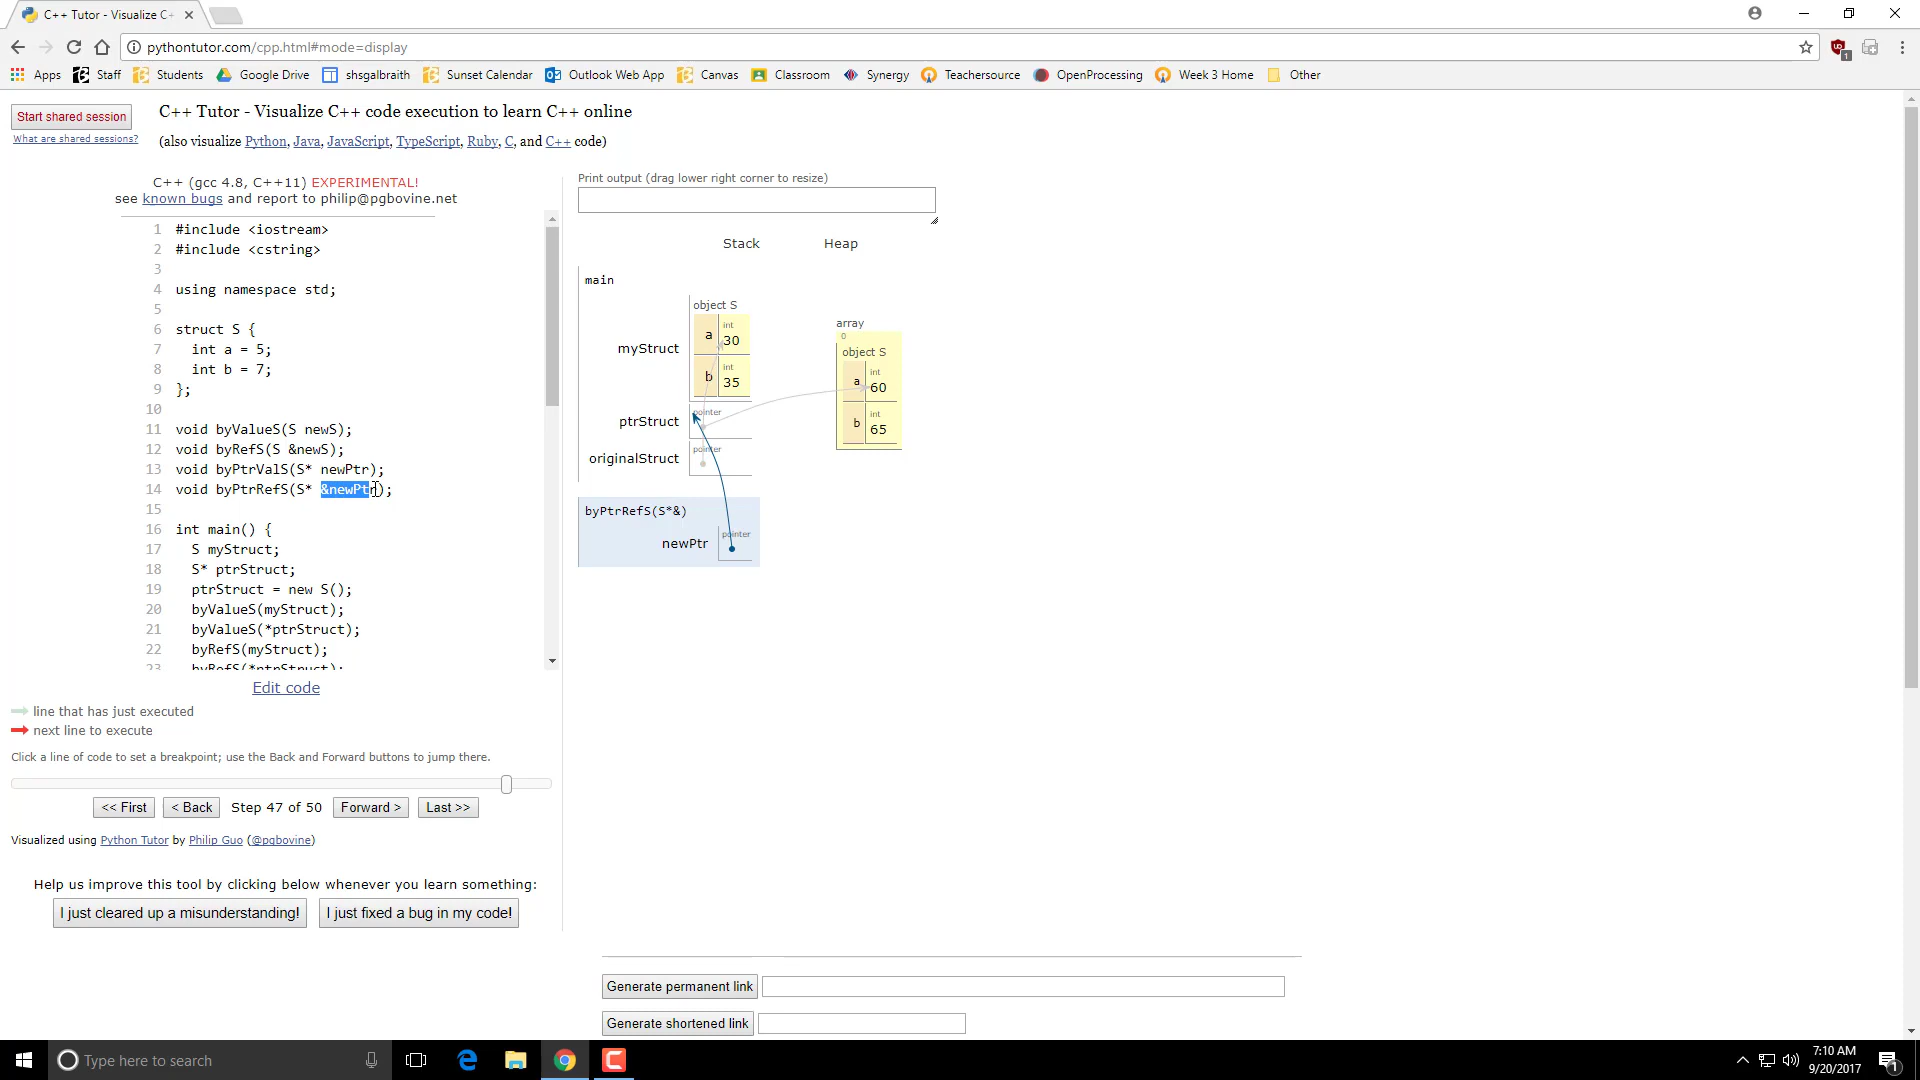 C++ Tutor - Visualize C+
pythontutor.com/cpp.html#mode=display
Apps Staff Students Google Drive shsgalbraith Sunset Calendar Outlook Web App Canvas Classroom Synergy Teachersource OpenProcessing Week 3 Home Other
Start shared session
What are shared sessions?
C++ Tutor - Visualize C++ code execution to learn C++ online
(also visualize Python, Java, JavaScript, TypeScript, Ruby, C, and C++ code)
C++ (gcc 4.8, C++11) EXPERIMENTAL!
see known bugs and report to philip@pgbovine.net
1 #include <iostream>
2 #include <cstring>
3
4 using namespace std;
5
6 struct S {
7 int a = 5;
8 int b = 7;
9 };
10
11 void byValueS(S newS);
12 void byRefS(S &newS);
13 void byPtrValS(S* newPtr);
14 void byPtrRefS(S* &newPtr);
15
16 int main() {
17 S myStruct;
18 S* ptrStruct;
19 ptrStruct = new S();
20 byValueS(myStruct);
21 byValueS(*ptrStruct);
22 byRefS(myStruct);
23 byRefS(*ptrStruct);
Edit code
line that has just executed
next line to execute
Click a line of code to set a breakpoint; use the Back and Forward buttons to jump there.
<< First < Back Step 47 of 50 Forward > Last >>
Visualized using Python Tutor by Philip Guo (@pgbovine)
Help us improve this tool by clicking below whenever you learn something:
I just cleared up a misunderstanding! I just fixed a bug in my code!
Print output (drag lower right corner to resize)
Stack Heap
main
object S
myStruct
a int 30
b int 35
ptrStruct pointer
originalStruct pointer
array
0
object S
a int 60
b int 65
byPtrRefS(S*&)
newPtr pointer
Generate permanent link
Generate shortened link
Type here to search
7:10 AM
9/20/2017
1